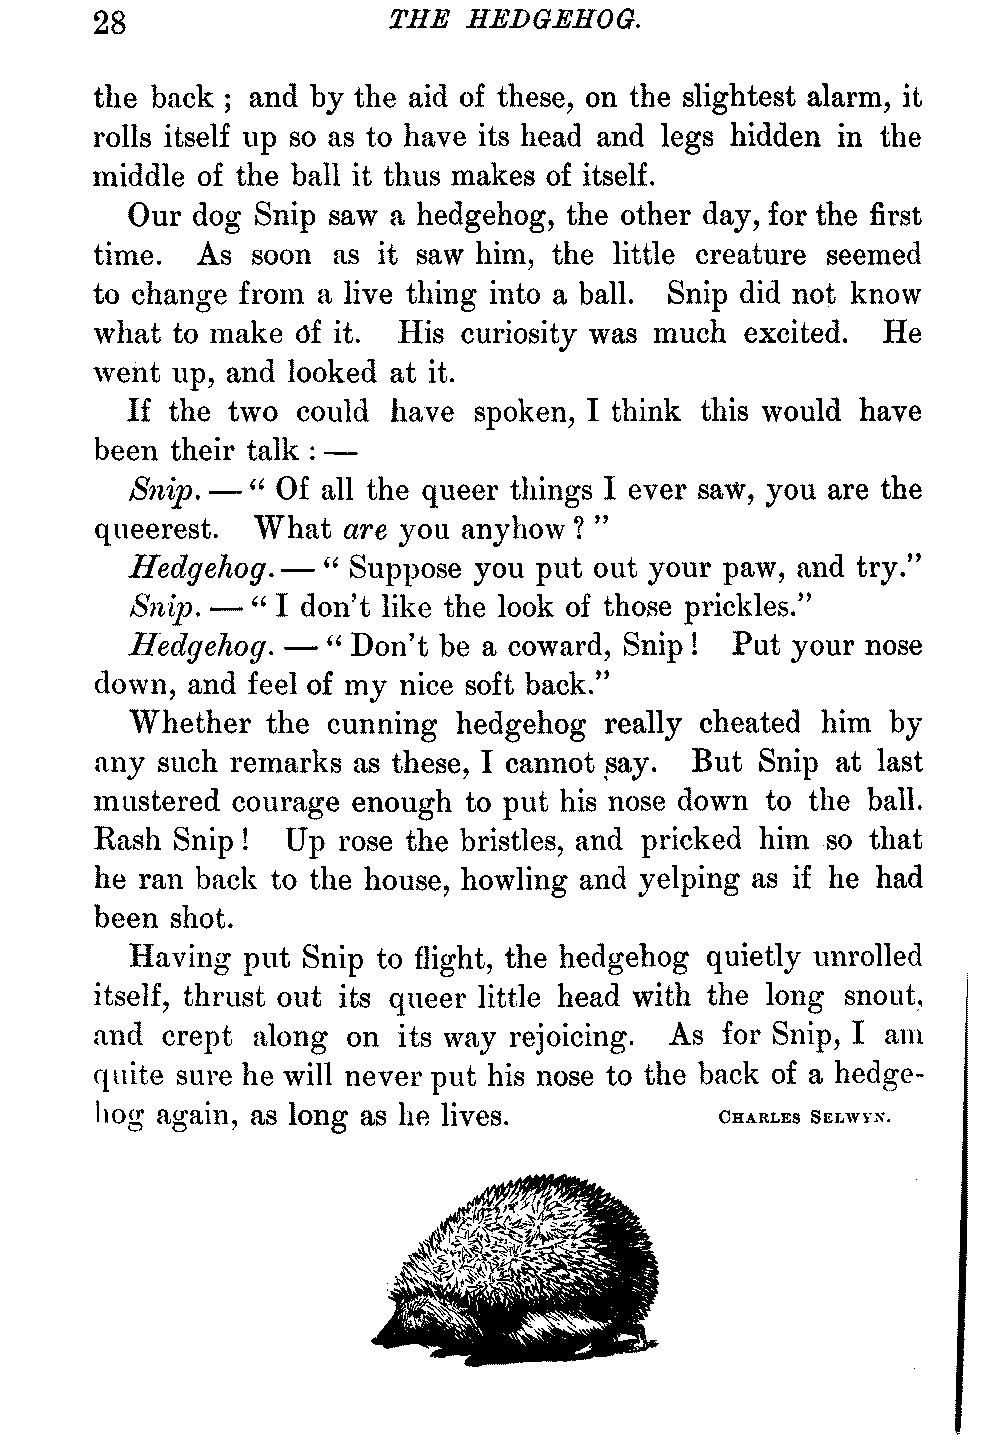 28 THE HEDGEHOG.
the back ; and by the aid of these, on the slightest alarm, it
rolls itself up so as to have its head and legs hidden in the
middle of the ball it thus makes of itself.
Our dog Snip saw a hedgehog, the other day, for the first
time. As soon as it saw him, the little creature seemed
to change from a live thing into a ball. Snip did not know
what to make of it. His curiosity was much excited. He
went up, and looked at it.
If the two could have spoken, I think this would have
been their talk : —
Snip. — “ Of all the queer things I ever saw, you are the
queerest. What are you anyhow ? ”
Hedgehog. — “ Suppose you put out your paw, and try.”
Snip. — “ I don’t like the look of those prickles.”
Hedgehog. — “ Don’t be a coward, Snip ! Put your nose
down, and feel of my nice soft back.”
Whether the cunning hedgehog really cheated him by
any such remarks as these, I cannot say. But Snip at last
mustered courage enough to put his nose down to the ball.
Rash Snip ! Up rose the bristles, and pricked him so that
he ran back to the house, howling and yelping as if he had
been shot.
Having put Snip to flight, the hedgehog quietly unrolled
itself, thrust out its queer little head with the long snout,
and crept along on its way rejoicing. As for Snip, I am
quite sure he will never put his nose to the back of a hedge-
hog again, as long as he lives. CHARLES SELWYN.